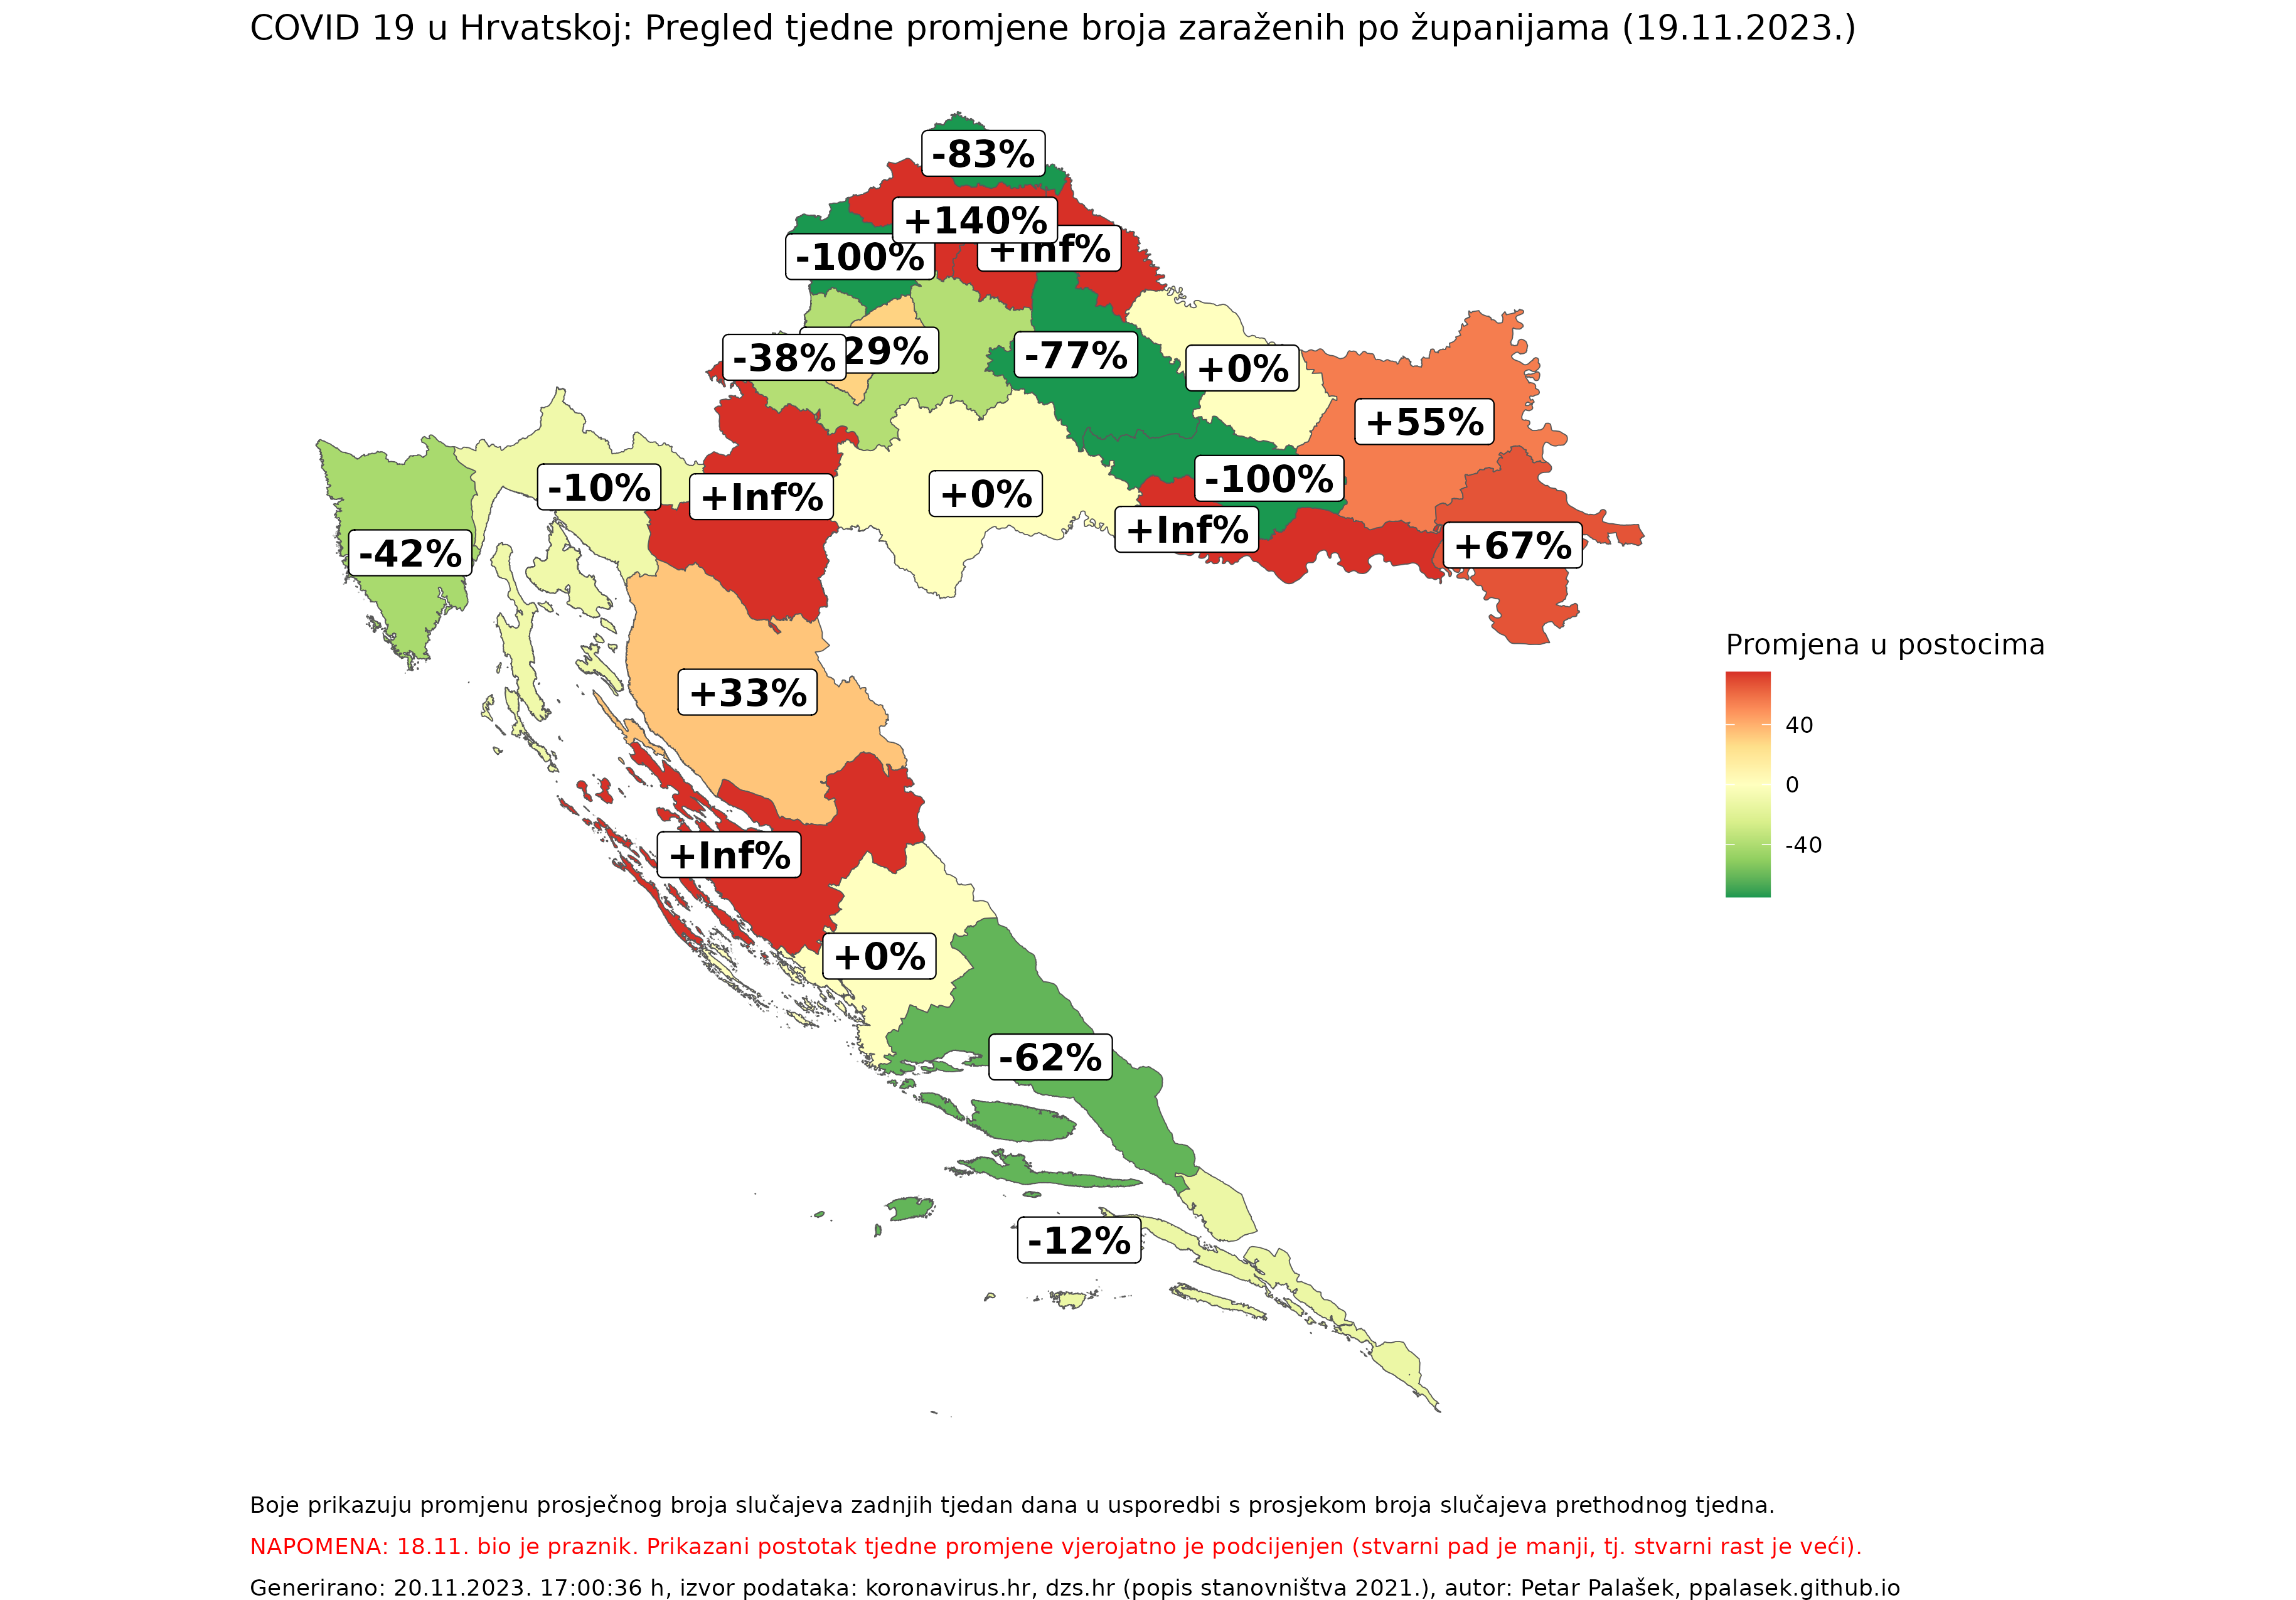 COVID 19 u Hrvatskoj: Pregled tjedne promjene broja zaraženih po županijama (19.11.2023.)
-83%
+140%
+Inf%
-100%
-38%
29%
-77%
+0%
+55%
-10%
+Inf%
+0%
-100%
+Inf%
+67%
-42%
+33%
+Inf%
+0%
-62%
-12%
Promjena u postocima
40
0
-40
Boje prikazuju promjenu prosječnog broja slučajeva zadnjih tjedan dana u usporedbi s prosjekom broja slučajeva prethodnog tjedna.
NAPOMENA: 18.11. bio je praznik. Prikazani postotak tjedne promjene vjerojatno je podcijenjen (stvarni pad je manji, tj. stvarni rast je veći).
Generirano: 20.11.2023. 17:00:36 h, izvor podataka: koronavirus.hr, dzs.hr (popis stanovništva 2021.), autor: Petar Palašek, ppalasek.github.io